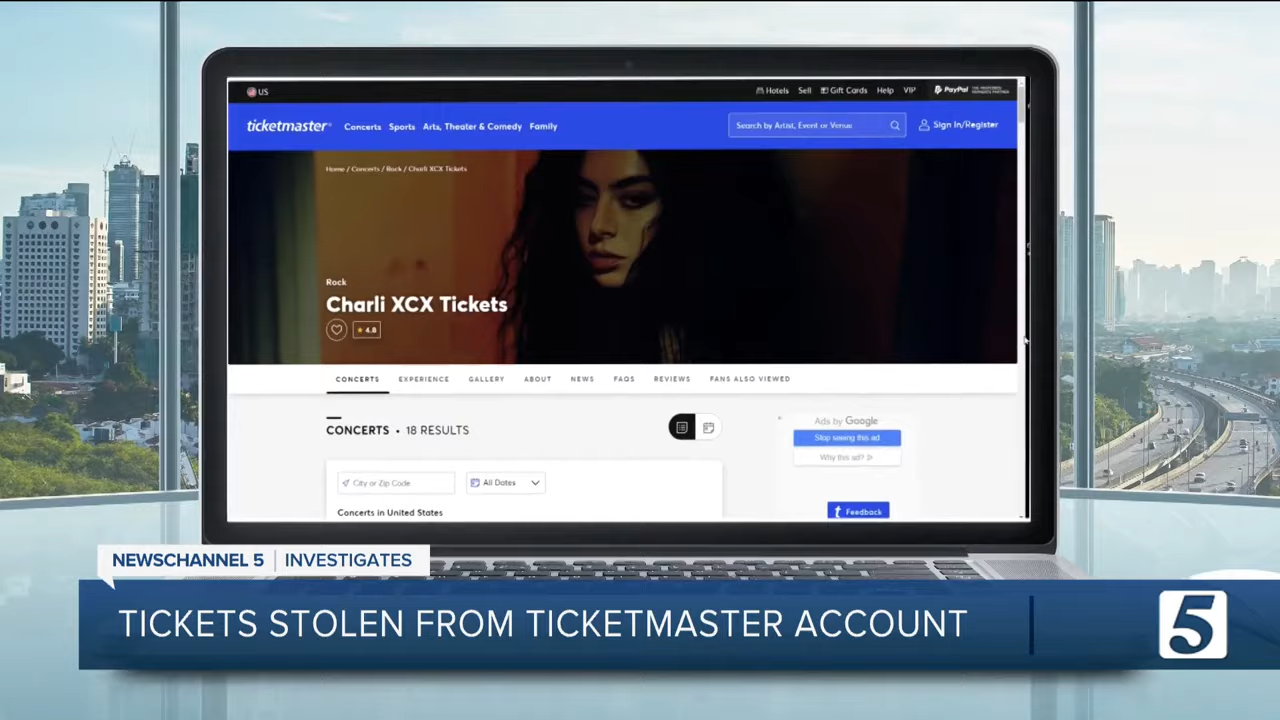 US
Hotels Sell Gift Cards Help VIP PayPal
ticketmaster Concerts Sports Arts, Theater & Comedy Family Search by Artist, Event or Venue Sign In/Register
Home / Concerts / Rock / Charli XCX Tickets
Rock
Charli XCX Tickets
4.8
CONCERTS EXPERIENCE GALLERY ABOUT NEWS FAQS REVIEWS FANS ALSO VIEWED
CONCERTS • 18 RESULTS
City or Zip Code All Dates
Concerts in United States
Ads by Google
Stop seeing this ad
Why this ad?
t Feedback
NEWSCHANNEL 5 | INVESTIGATES
TICKETS STOLEN FROM TICKETMASTER ACCOUNT
5